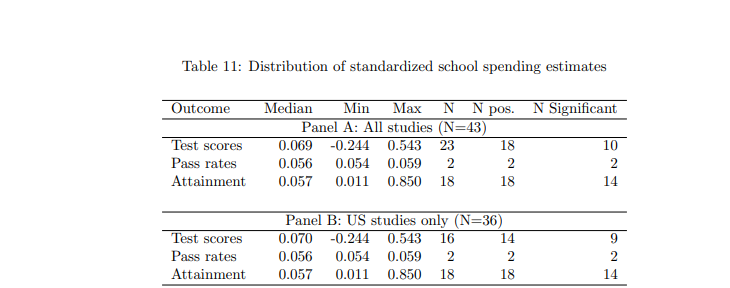 Table 11: Distribution of standardized school spending estimates
Outcome Median Min Max N N pos. N Significant
Panel A: All studies (N=43)
Test scores 0.069 -0.244 0.543 23 18 10
Pass rates 0.056 0.054 0.059 2 2 2
Attainment 0.057 0.011 0.850 18 18 14
Panel B: US studies only (N=36)
Test scores 0.070 -0.244 0.543 16 14 9
Pass rates 0.056 0.054 0.059 2 2 2
Attainment 0.057 0.011 0.850 18 18 14